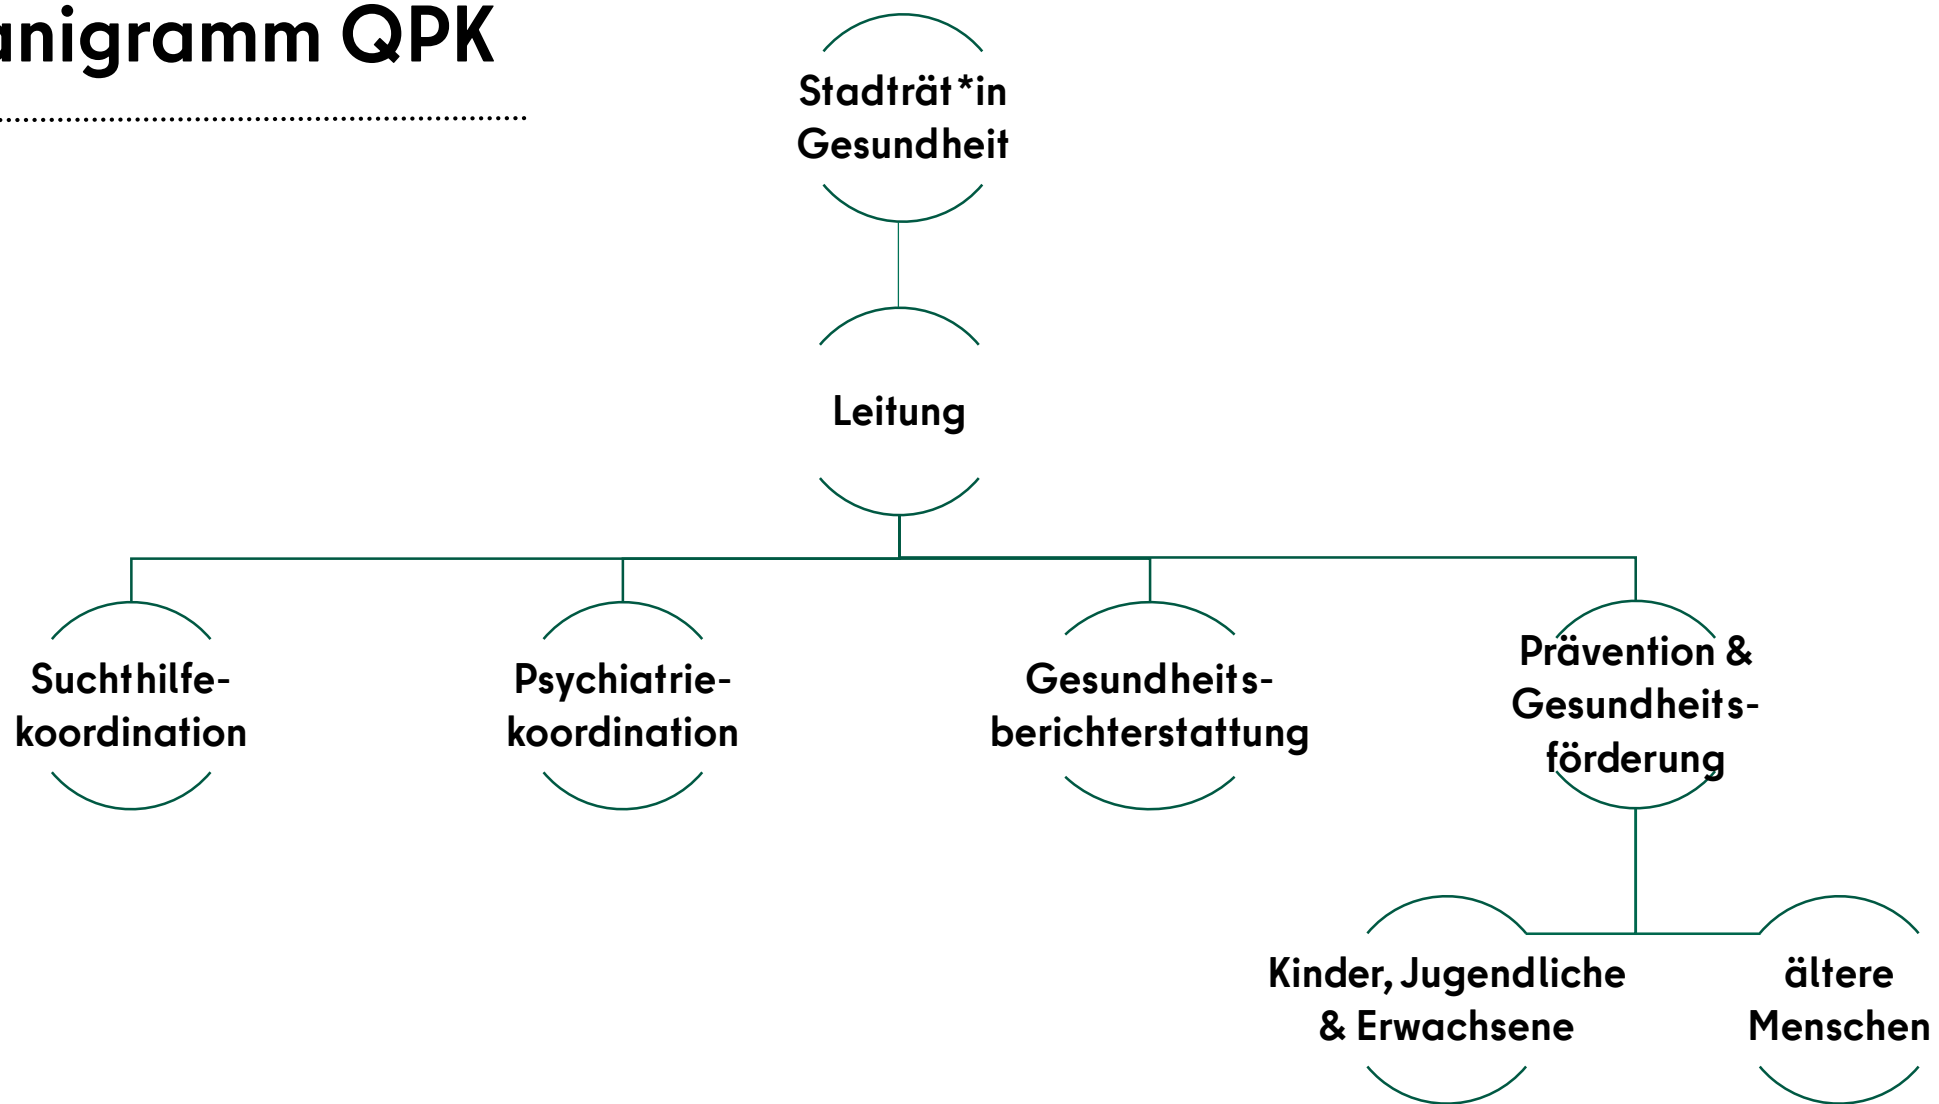 anigramm QPK
Stadträt*in
Gesundheit
Leitung
Suchthilfe-
koordination
Psychiatrie-
koordination
Gesundheits-
berichterstattung
Prävention &
Gesundheits-
förderung
Kinder, Jugendliche
& Erwachsene
ältere
Menschen